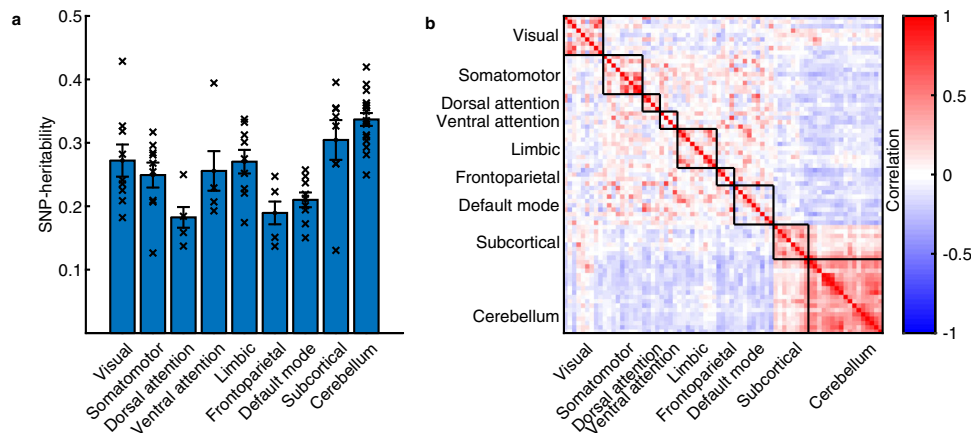 a
0.5
0.4
0.3
0.2
0.1
SNP-heritability
Visual
Somatomotor
Dorsal attention
Ventral attention
Limbic
Frontoparietal
Default mode
Subcortical
Cerebellum
b
Visual
Somatomotor
Dorsal attention
Ventral attention
Limbic
Frontoparietal
Default mode
Subcortical
Cerebellum
Visual
Somatomotor
Dorsal attention
Ventral attention
Limbic
Frontoparietal
Default mode
Subcortical
Cerebellum
Correlation
1
0.5
0
-0.5
-1